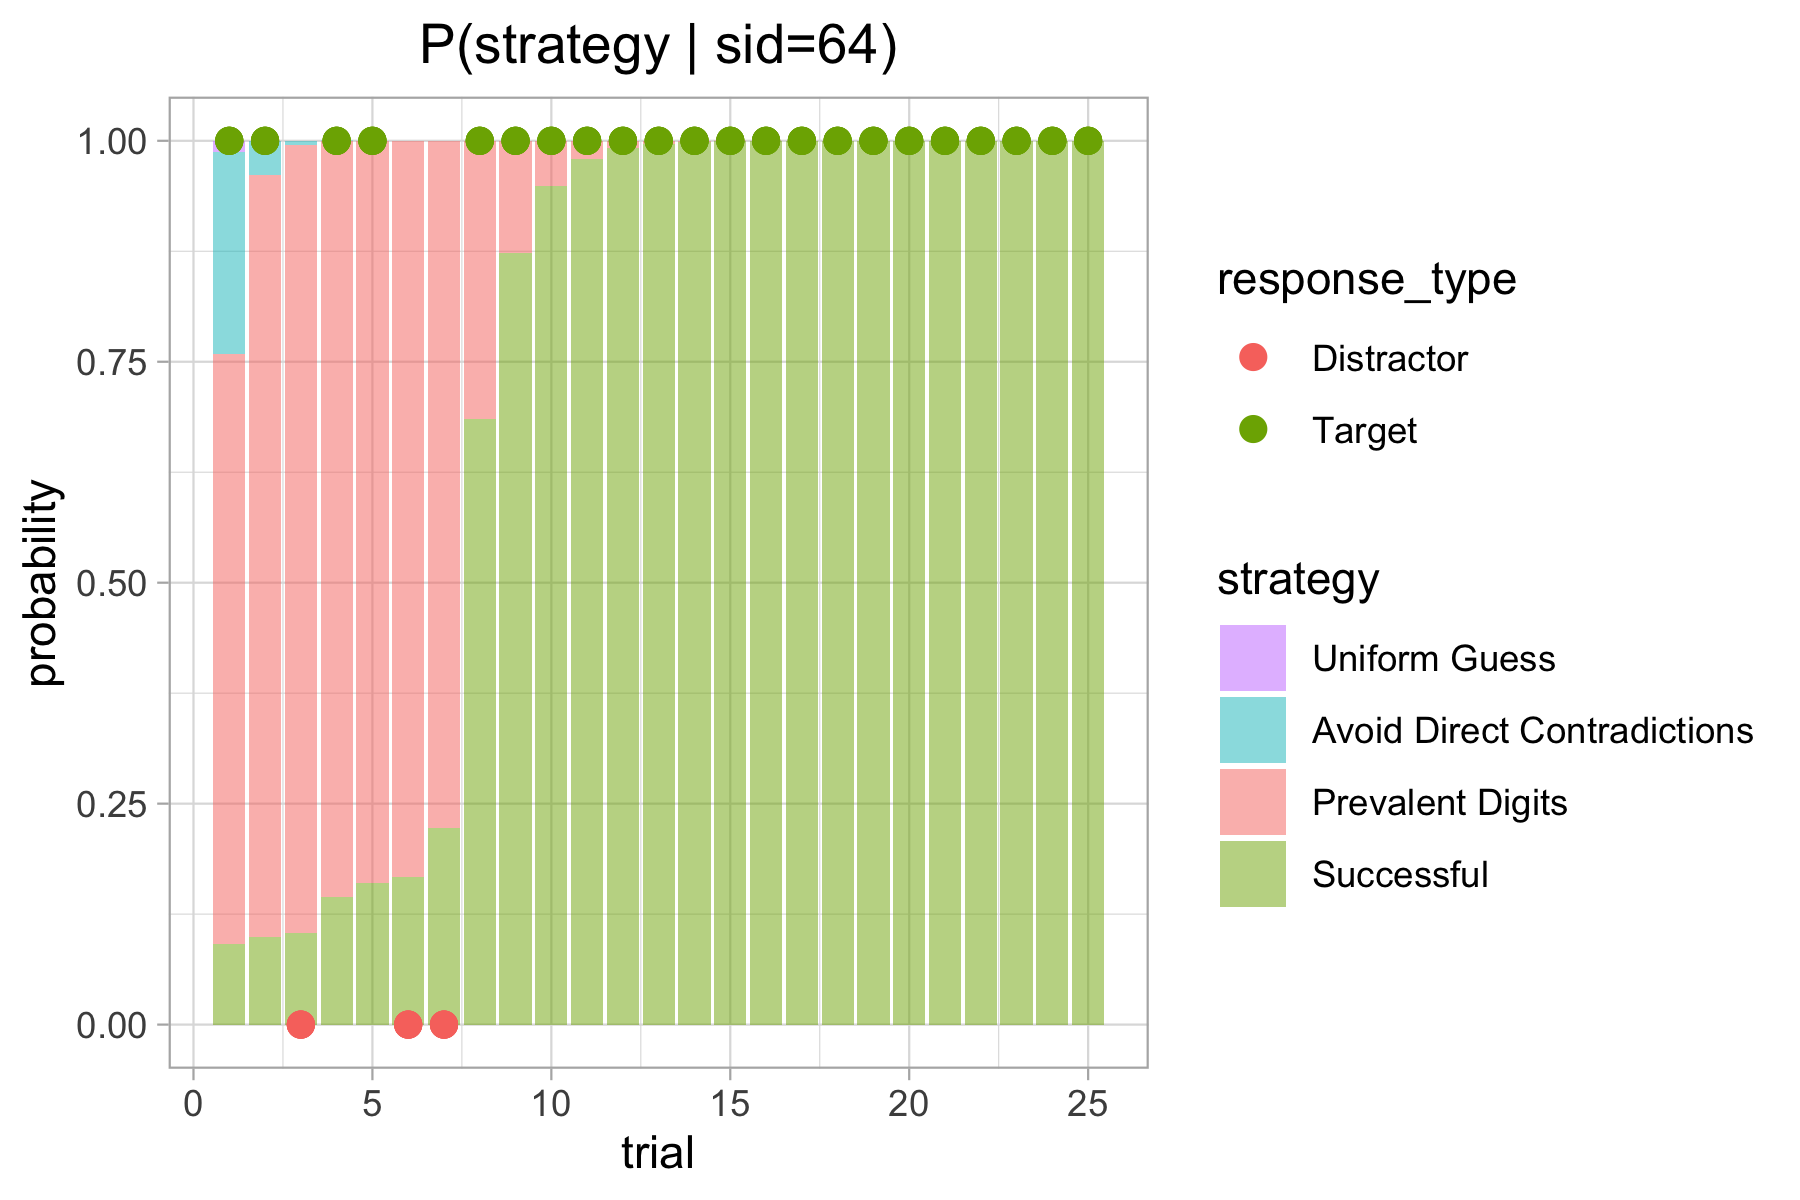 P(strategy | sid=64)
1.00
0.75
0.50
0.25
0.00
probability
0 5 10 15 20 25
trial
response_type
Distractor
Target
strategy
Uniform Guess
Avoid Direct Contradictions
Prevalent Digits
Successful